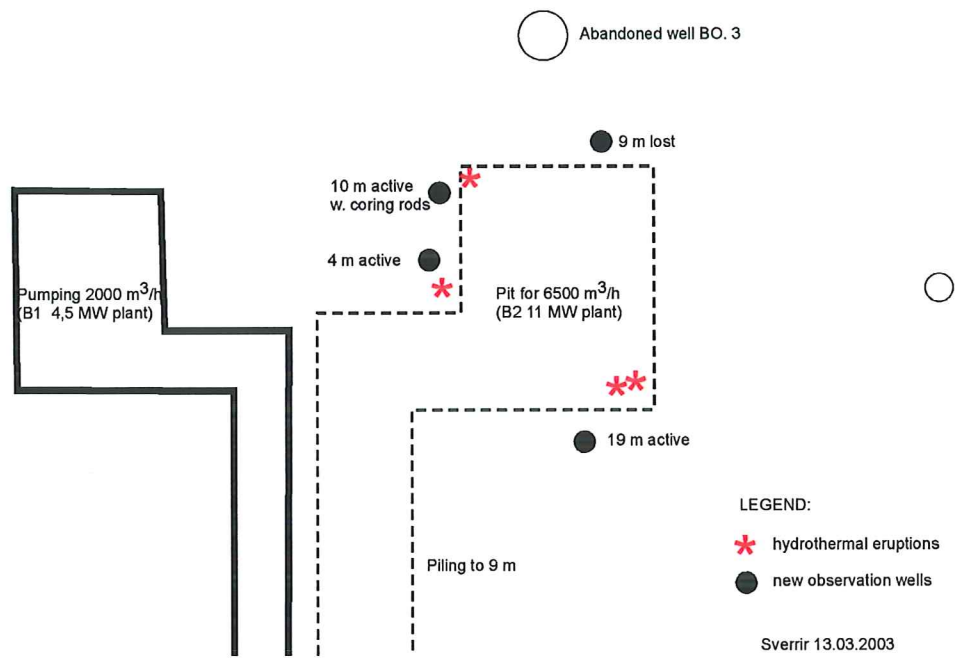 Abandoned well BO. 3
9 m lost
10 m active
w. coring rods
4 m active
Pumping 2000 m³/h
(B1 4,5 MW plant)
Pit for 6500 m³/h
(B2 11 MW plant)
19 m active
LEGEND:
hydrothermal eruptions
Piling to 9 m
new observation wells
Sverrir 13.03.2003